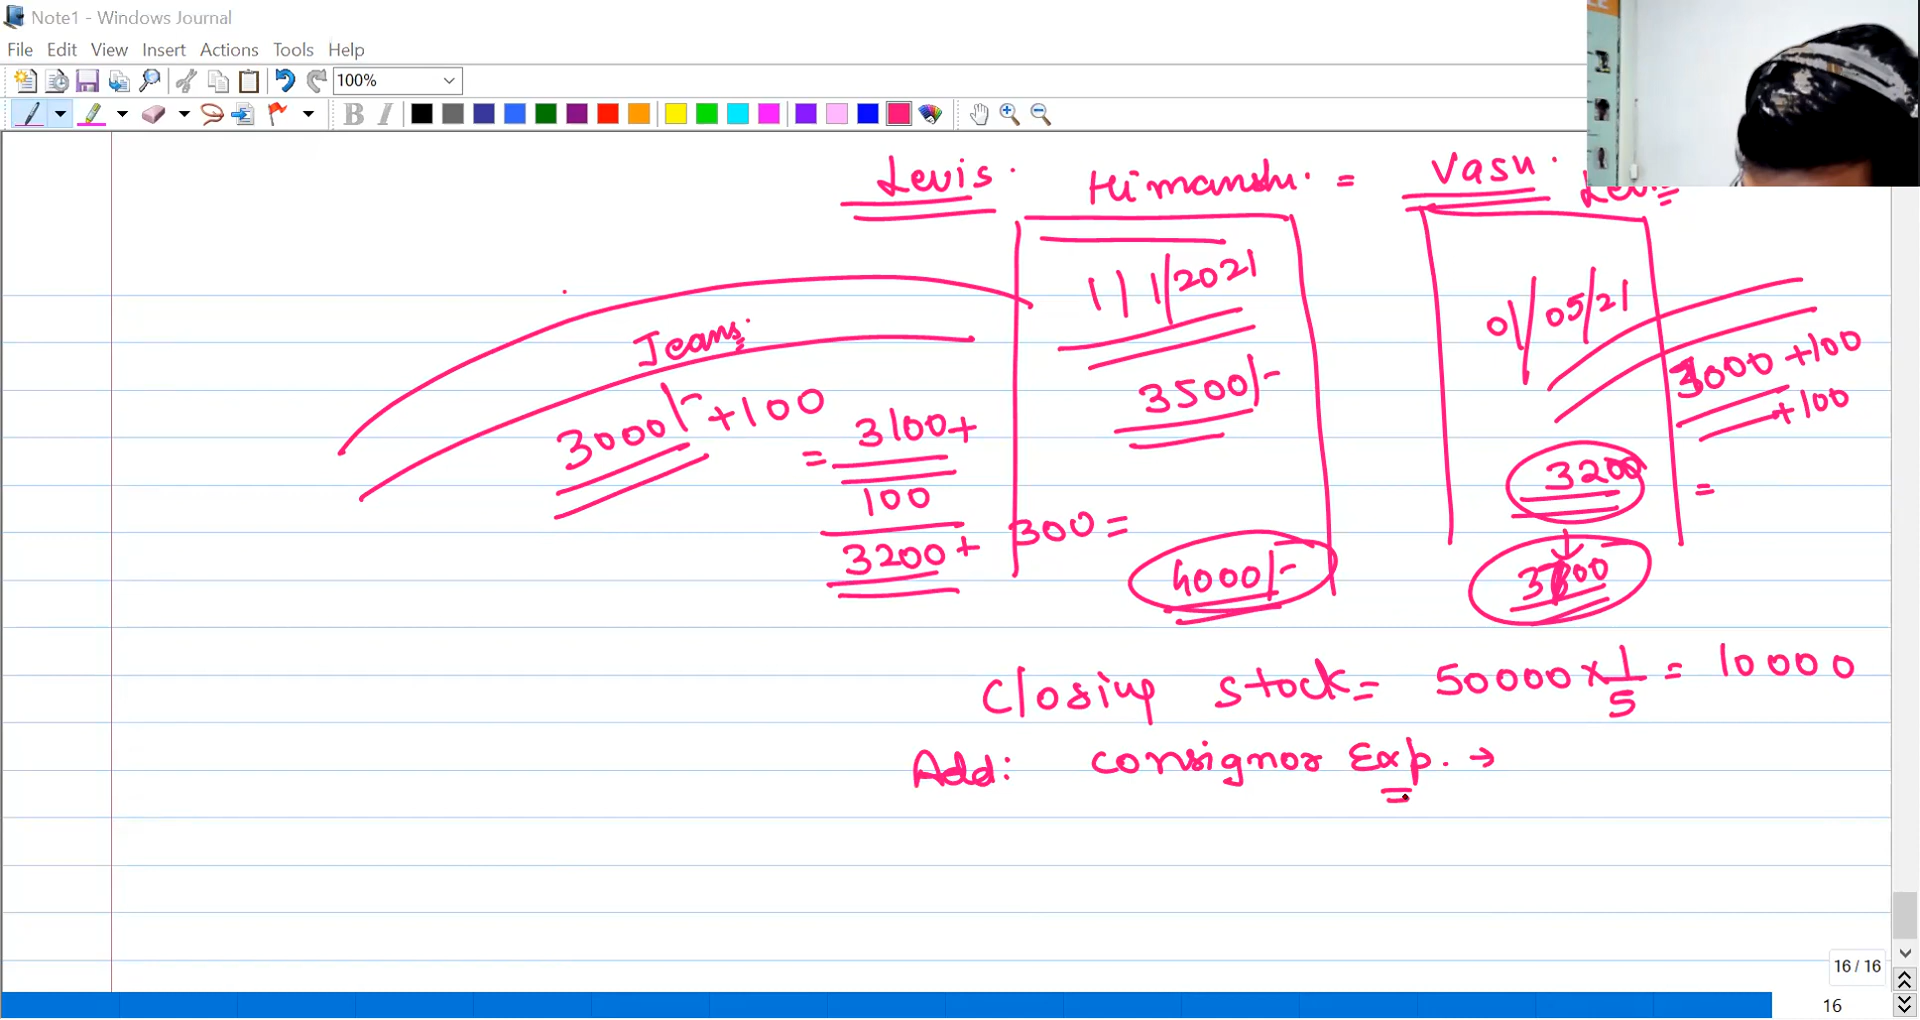 Note1 - Windows Journal
File Edit View Insert Actions Tools Help
100%
B I
Levis. Himanshi. = Vasu.
1/1/2021
01/05/21
Jeans.
3000/- +100
= 3100+
100
3200+ 300=
3500/-
4000/-
3000 +100
+100
3200 =
Closing stock= 50000 × 1/5 = 10000
Add: Consignor Exp. →
16 / 16
16